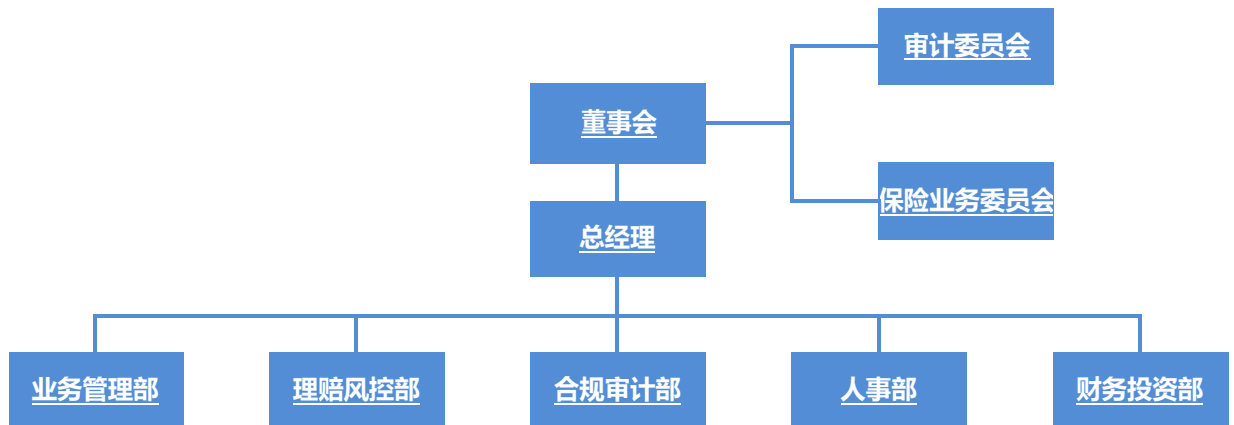 审计委员会
董事会
保险业务委员会
总经理
业务管理部
理赔风控部
合规审计部
人事部
财务投资部